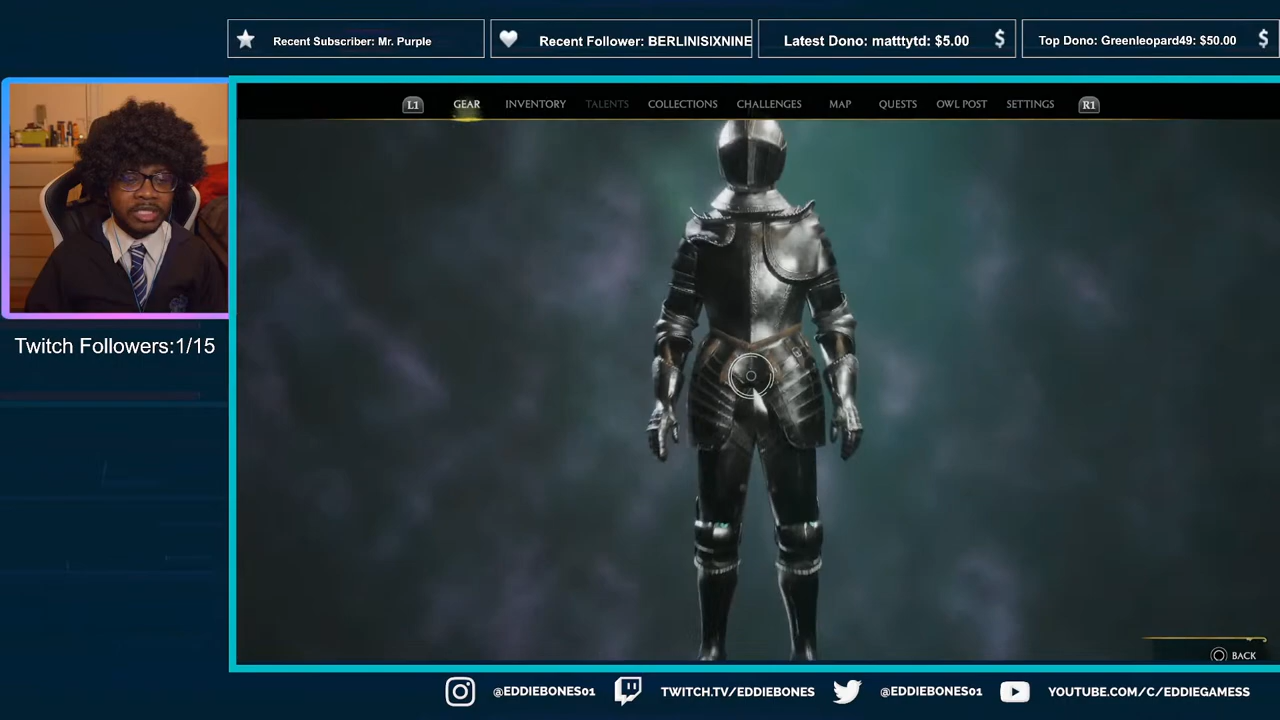 Recent Subscriber: Mr. Purple
Recent Follower: BERLINISIXNINE
Latest Dono: matttytd: $5.00 $
Top Dono: Greenleopard49: $50.00 $
L1 GEAR INVENTORY TALENTS COLLECTIONS CHALLENGES MAP QUESTS OWL POST SETTINGS R1
Twitch Followers:1/15
BACK
@EDDIEBONES01 TWITCH.TV/EDDIEBONES @EDDIEBONES01 YOUTUBE.COM/C/EDDIEGAMESS